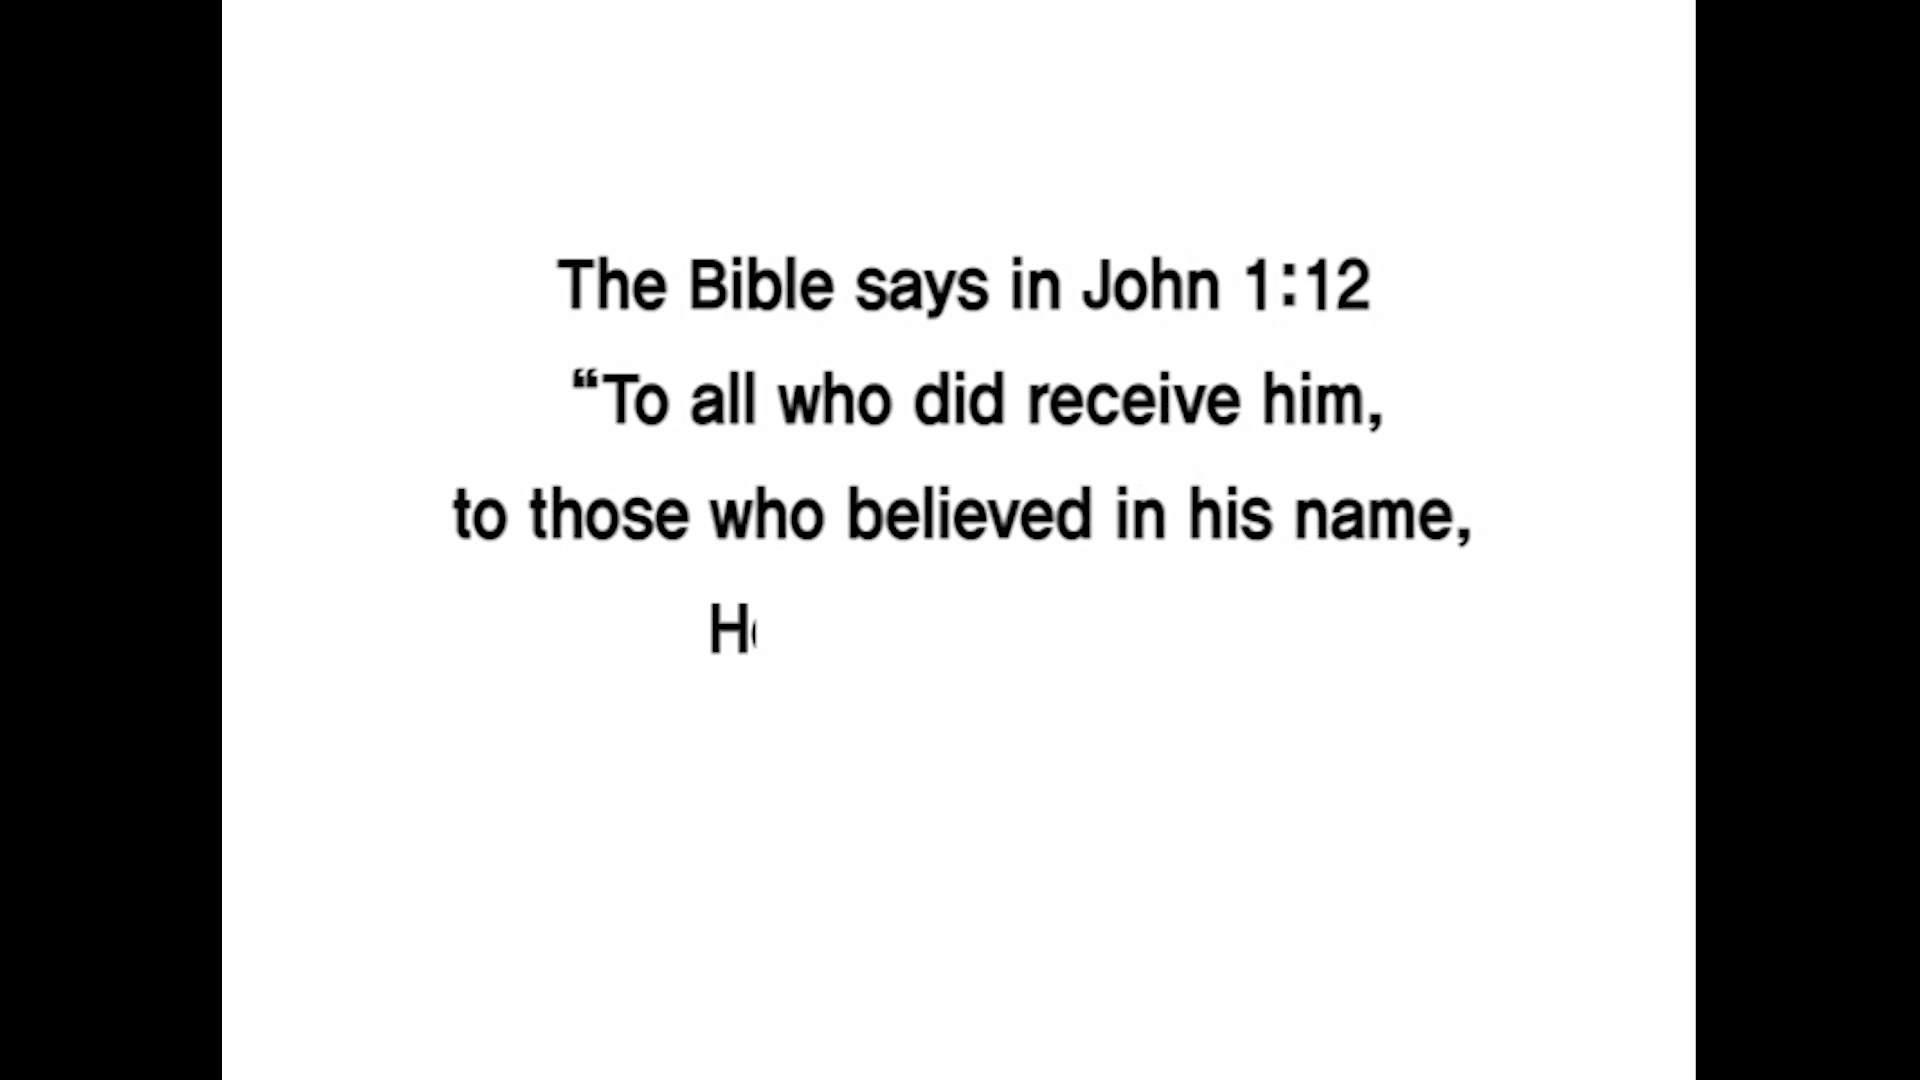 The Bible says in John 1:12
“To all who did receive him,
to those who believed in his name,